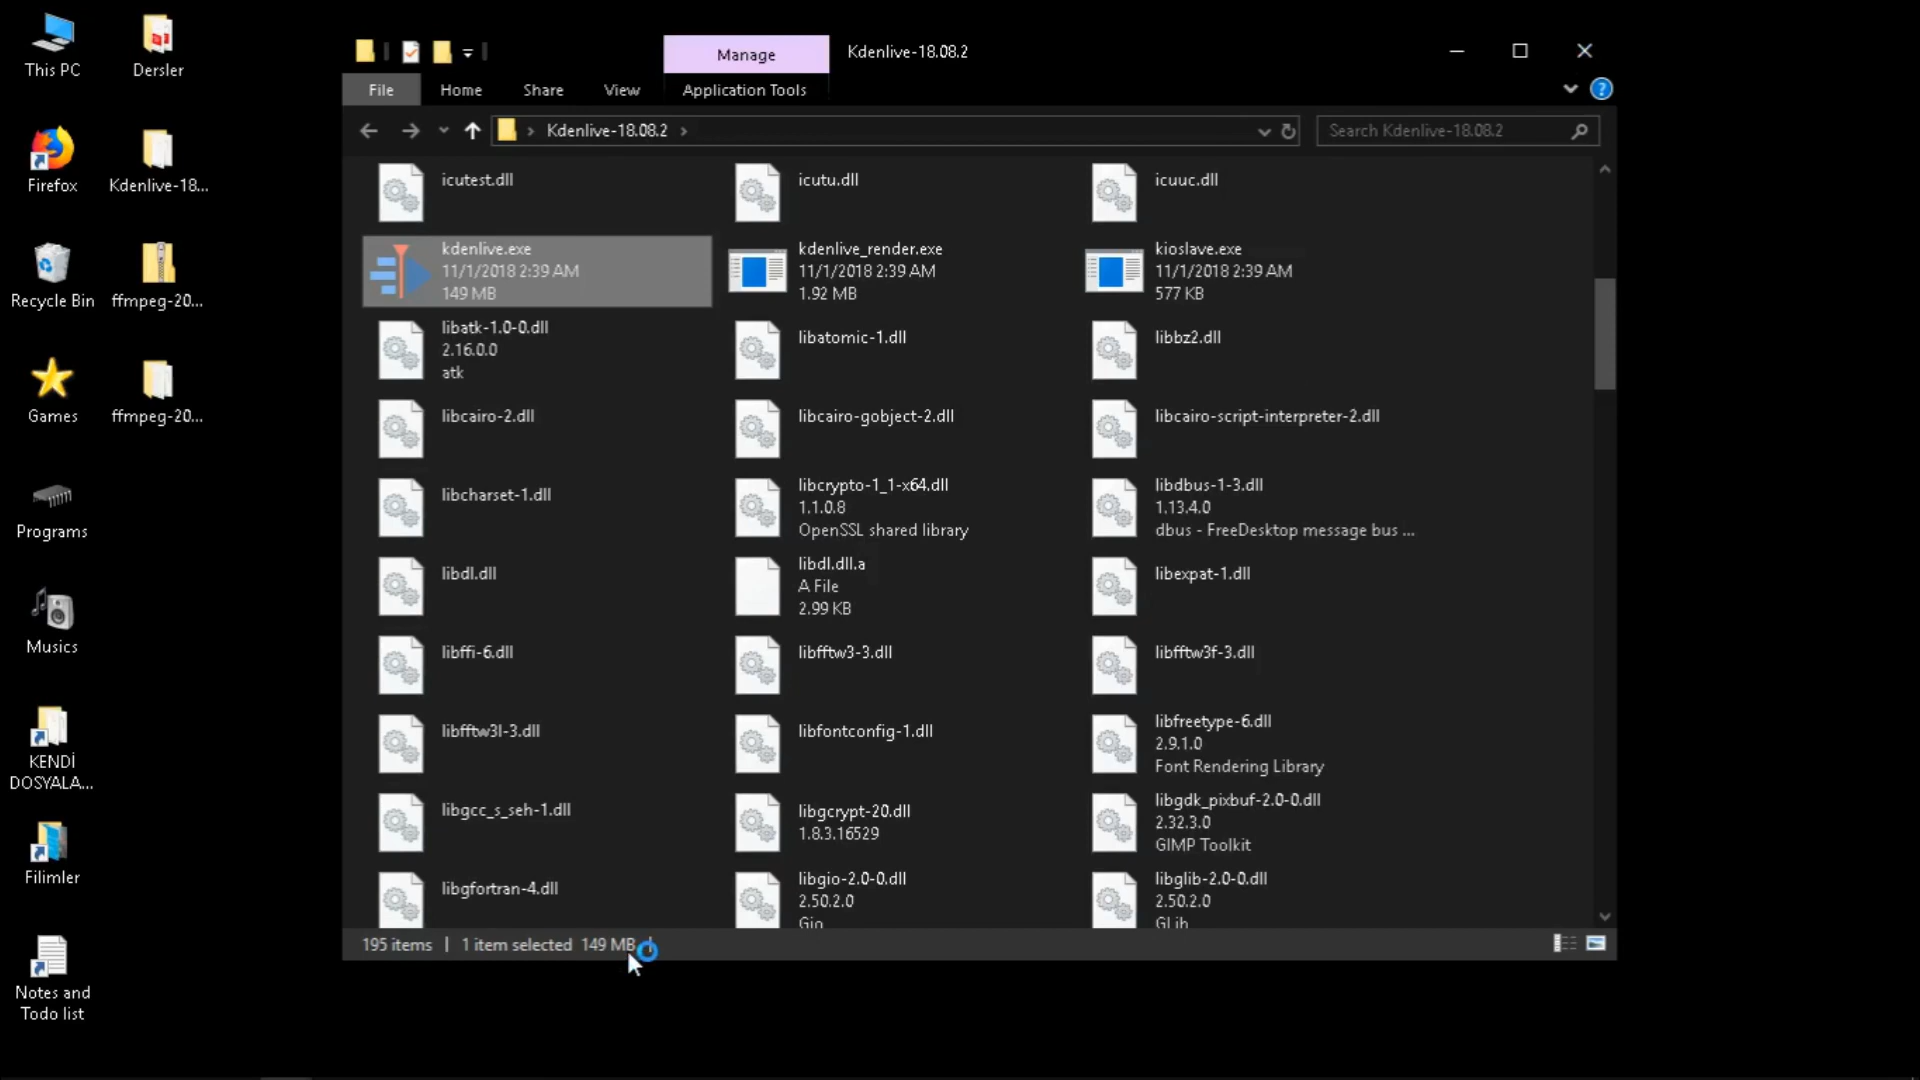 This PC
Dersler
Firefox
Kdenlive-18...
Recycle Bin
ffmpeg-20...
Games
ffmpeg-20...
Programs
Musics
KENDİ
DOSYALA...
Filimler
Notes and
Todo list
Manage
Kdenlive-18.08.2
File
Home
Share
View
Application Tools
?
Kdenlive-18.08.2
Search Kdenlive-18.08.2
icutest.dll
icutu.dll
icuuc.dll
kdenlive.exe
11/1/2018 2:39 AM
149 MB
kdenlive_render.exe
11/1/2018 2:39 AM
1.92 MB
kioslave.exe
11/1/2018 2:39 AM
577 KB
libatk-1.0-0.dll
2.16.0.0
atk
libatomic-1.dll
libbz2.dll
libcairo-2.dll
libcairo-gobject-2.dll
libcairo-script-interpreter-2.dll
libcharset-1.dll
libcrypto-1_1-x64.dll
1.1.0.8
OpenSSL shared library
libdbus-1-3.dll
1.13.4.0
dbus - FreeDesktop message bus ...
libdl.dll
libdl.dll.a
A File
2.99 KB
libexpat-1.dll
libffi-6.dll
libfftw3-3.dll
libfftw3f-3.dll
libfftw3l-3.dll
libfontconfig-1.dll
libfreetype-6.dll
2.9.1.0
Font Rendering Library
libgcc_s_seh-1.dll
libgcrypt-20.dll
1.8.3.16529
libgdk_pixbuf-2.0-0.dll
2.32.3.0
GIMP Toolkit
libgfortran-4.dll
libgio-2.0-0.dll
2.50.2.0
Gio
libglib-2.0-0.dll
2.50.2.0
GLib
195 items
1 item selected 149 MB